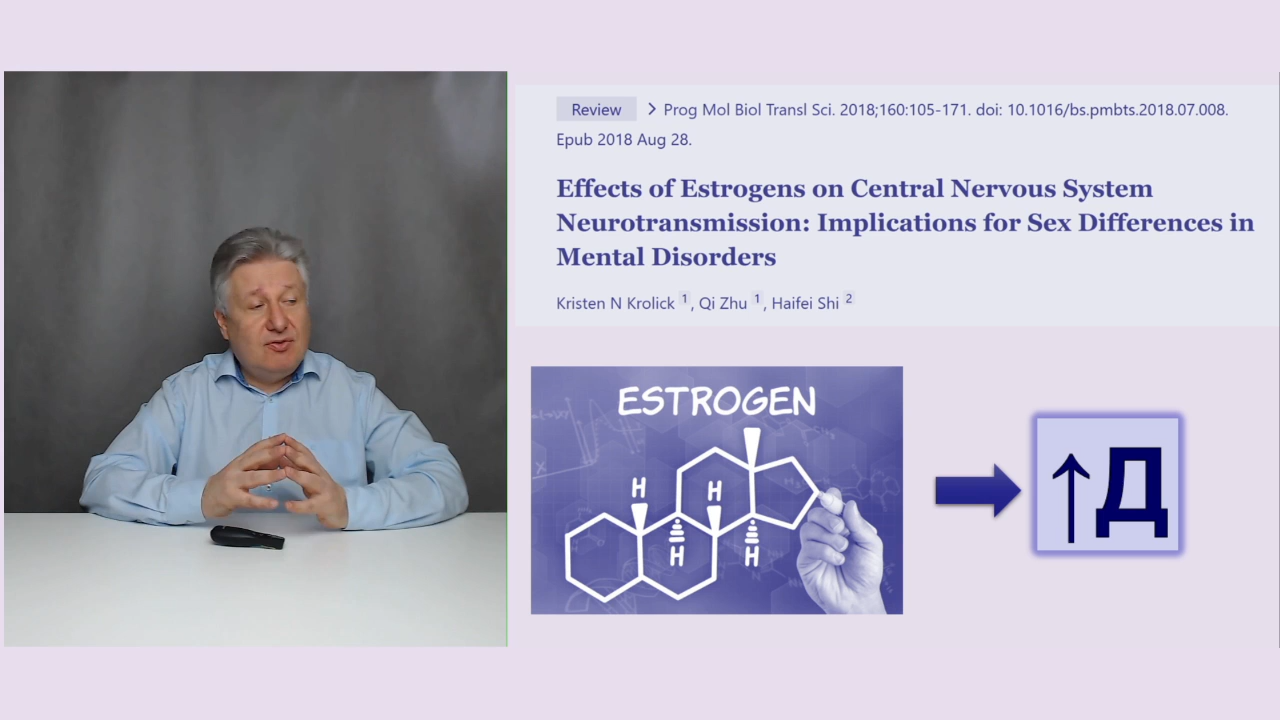 Review > Prog Mol Biol Transl Sci. 2018;160:105-171. doi: 10.1016/bs.pmbts.2018.07.008.
Epub 2018 Aug 28.
Effects of Estrogens on Central Nervous System
Neurotransmission: Implications for Sex Differences in
Mental Disorders
Kristen N Krolick 1, Qi Zhu 1, Haifei Shi 2
ESTROGEN
H
H
H
H
↑Д